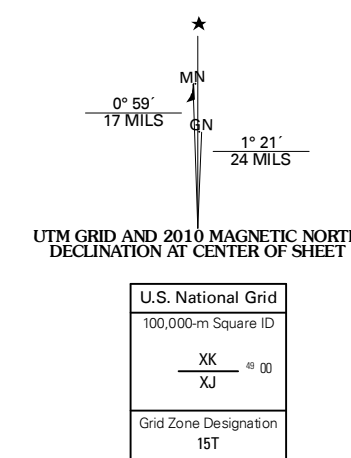 ★
MN
0° 59´
17 MILS
GN
1° 21´
24 MILS
UTM GRID AND 2010 MAGNETIC NORT
DECLINATION AT CENTER OF SHEET
U.S. National Grid
100,000-m Square ID
XK
49 00
XJ
Grid Zone Designation
15T